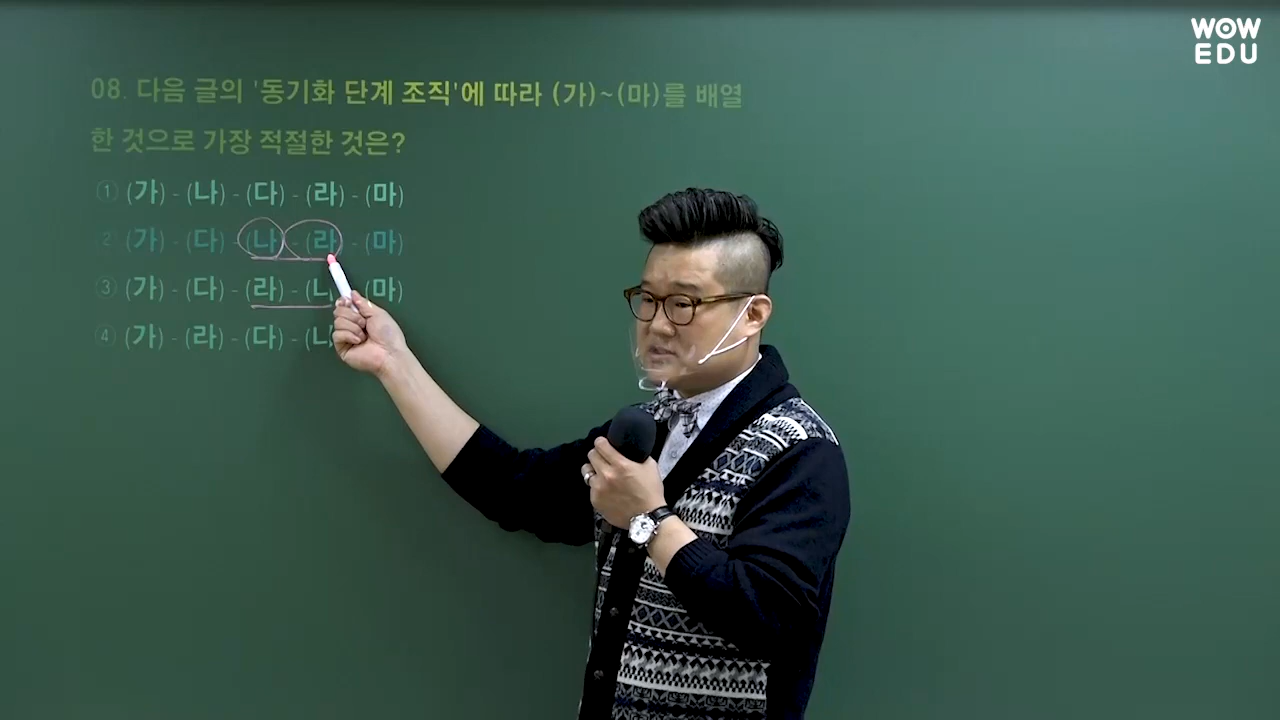 WOW
EDU
08. 다음 글의 '동기화 단계 조직'에 따라 (가)~(마)를 배열
한 것으로 가장 적절한 것은?
① (가) - (나) - (다) - (라) - (마)
② (가) - (다) - (나) - (라) - (마)
③ (가) - (다) - (라) - (나) - (마)
④ (가) - (라) - (다) - (나)